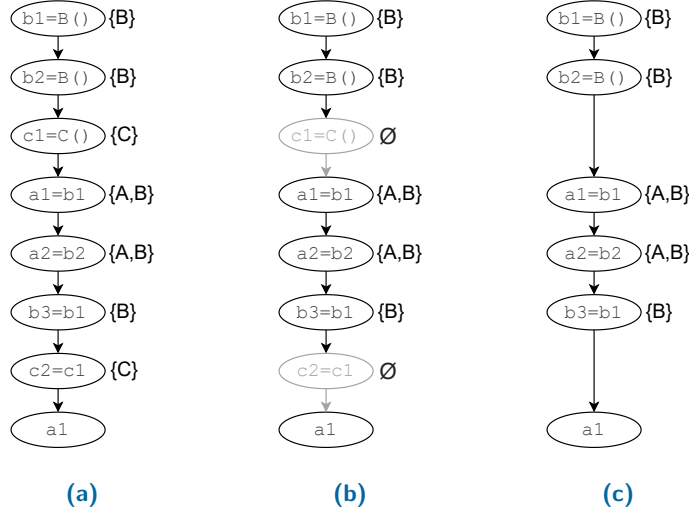 b1=B() {B} b1=B() {B} b1=B() {B}
b2=B() {B} b2=B() {B} b2=B() {B}
c1=C() {C} c1=C() Ø
a1=b1 {A,B} a1=b1 {A,B} a1=b1 {A,B}
a2=b2 {A,B} a2=b2 {A,B} a2=b2 {A,B}
b3=b1 {B} b3=b1 {B} b3=b1 {B}
c2=c1 {C} c2=c1 Ø
a1 a1 a1
(a) (b) (c)